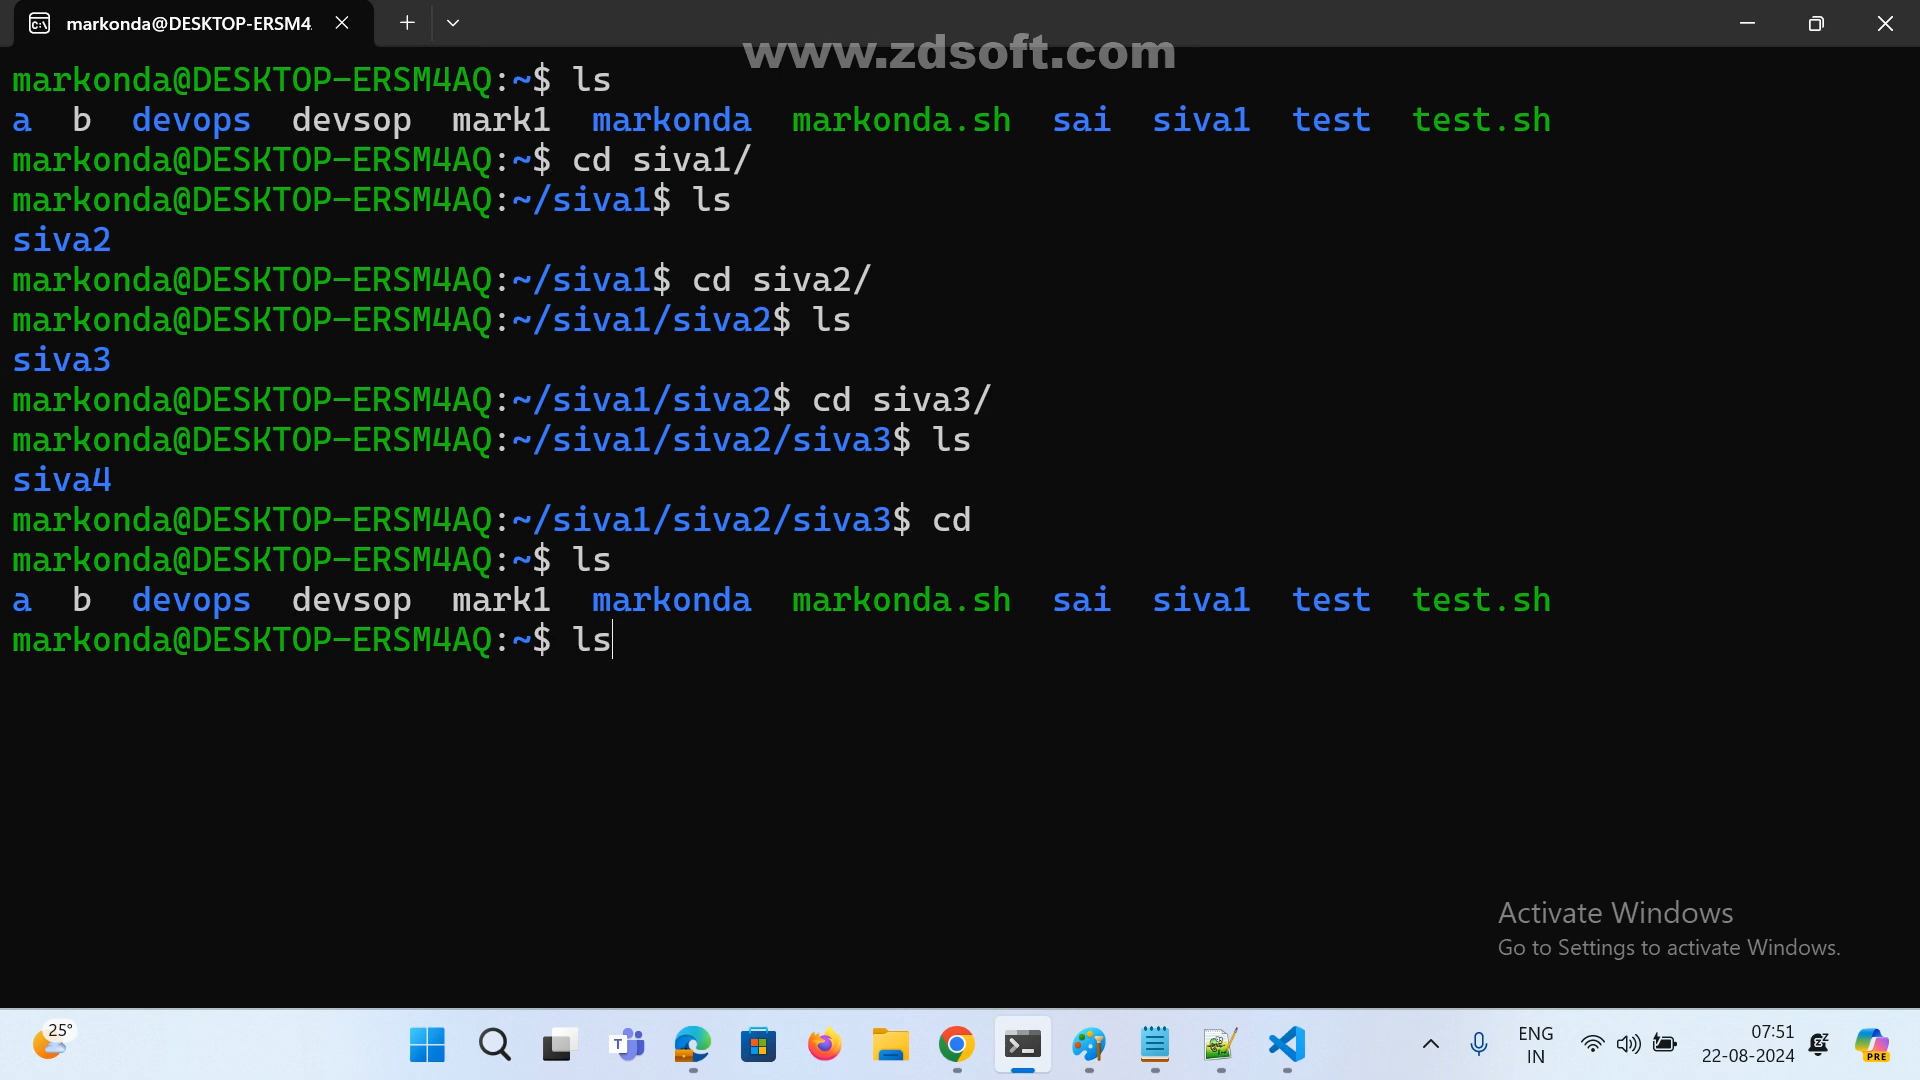 markonda@DESKTOP-ERSM4
www.zdsoft.com
markonda@DESKTOP-ERSM4AQ:~$ ls
a b devops devsop mark1 markonda markonda.sh sai siva1 test test.sh
markonda@DESKTOP-ERSM4AQ:~$ cd siva1/
markonda@DESKTOP-ERSM4AQ:~/siva1$ ls
siva2
markonda@DESKTOP-ERSM4AQ:~/siva1$ cd siva2/
markonda@DESKTOP-ERSM4AQ:~/siva1/siva2$ ls
siva3
markonda@DESKTOP-ERSM4AQ:~/siva1/siva2$ cd siva3/
markonda@DESKTOP-ERSM4AQ:~/siva1/siva2/siva3$ ls
siva4
markonda@DESKTOP-ERSM4AQ:~/siva1/siva2/siva3$ cd
markonda@DESKTOP-ERSM4AQ:~$ ls
a b devops devsop mark1 markonda markonda.sh sai siva1 test test.sh
markonda@DESKTOP-ERSM4AQ:~$ ls
Activate Windows
Go to Settings to activate Windows.
25°
ENG
IN
07:51
22-08-2024
PRE